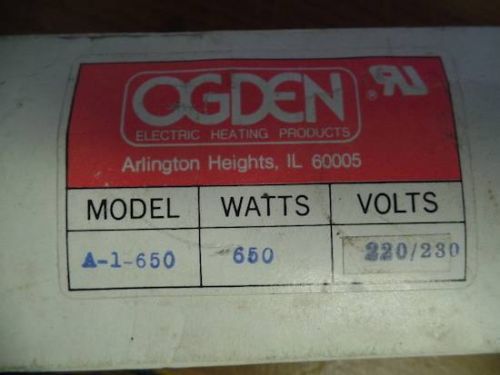 OGDEN ®
ELECTRIC HEATING PRODUCTS
Arlington Heights, IL 60005
MODEL WATTS VOLTS
A-1-650 650 220/230